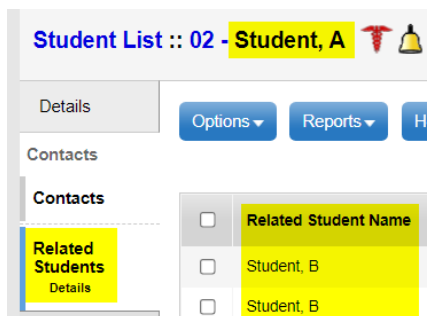 Student List :: 02 - Student, A
Details
Options
Reports
Contacts
Contacts
Related Student Name
Related
Students
Details
Student, B
Student, B